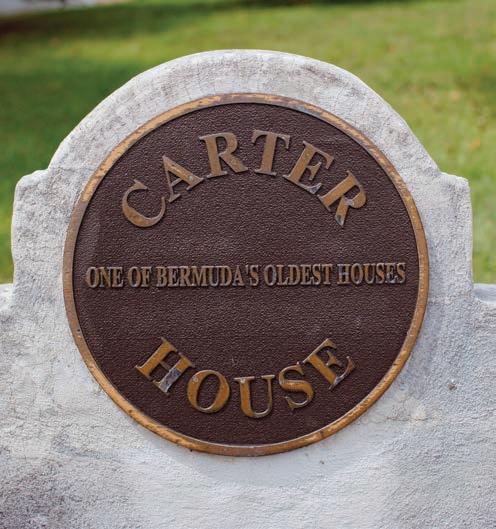 CARTER
ONE OF BERMUDA'S OLDEST HOUSES
HOUSE